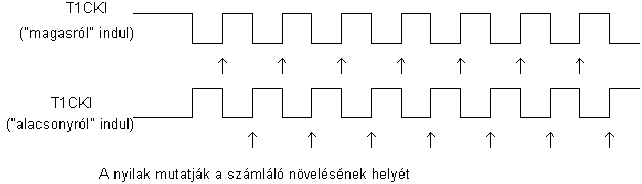 T1CKI
("magasról" indul)
T1CKI
("alacsonyról" indul)
A nyilak mutatják a számláló növelésének helyét